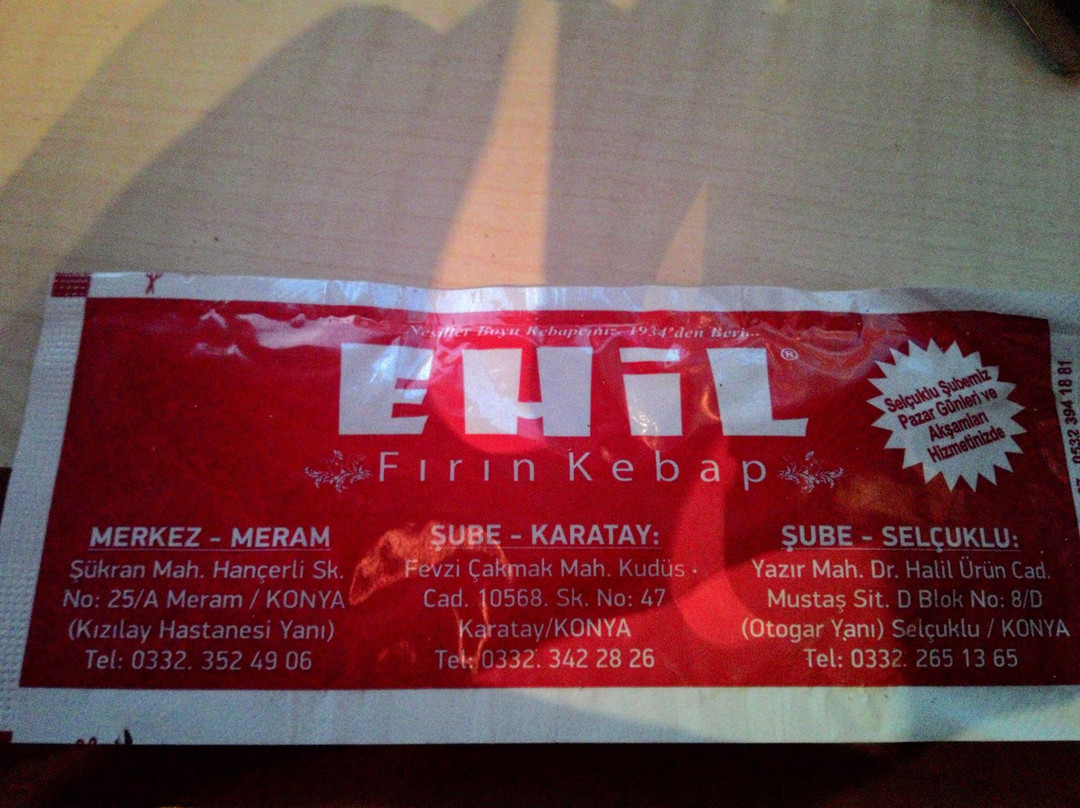 Nesiller Boyu Kebapçınız 1934'den Beri...
EHiL ®
Fırın Kebap
Selçuklu Şubemiz
Pazar Günleri ve
Akşamları
Hizmetinizde
MERKEZ - MERAM
Şükran Mah. Hançerli Sk.
No: 25/A Meram / KONYA
(Kızılay Hastanesi Yanı)
Tel: 0332. 352 49 06
ŞUBE - KARATAY:
Fevzi Çakmak Mah. Kudüs
Cad. 10568. Sk. No: 47
Karatay/KONYA
Tel: 0332. 342 28 26
ŞUBE - SELÇUKLU:
Yazır Mah. Dr. Halil Ürün Cad.
Mustaş Sit. D Blok No: 8/D
(Otogar Yanı) Selçuklu / KONYA
Tel: 0332. 265 13 65
0532 394 18 81